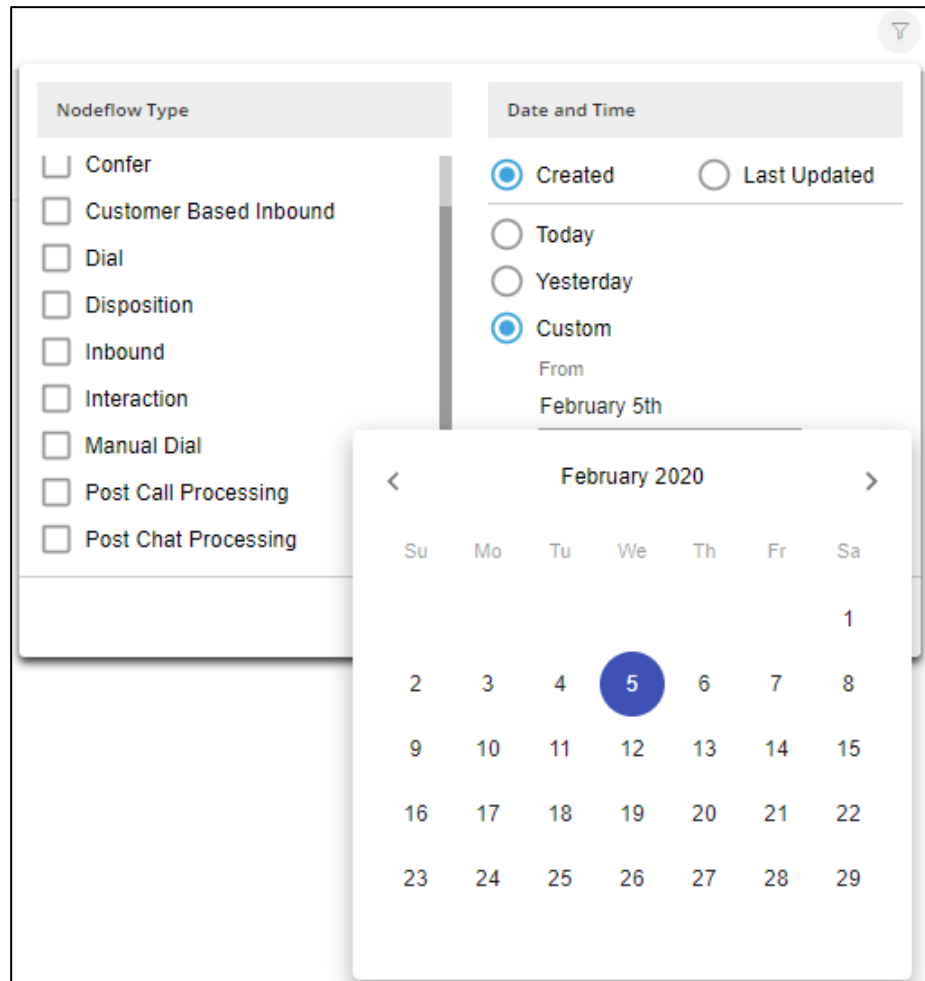 Nodeflow Type
Confer
Customer Based Inbound
Dial
Disposition
Inbound
Interaction
Manual Dial
Post Call Processing
Post Chat Processing
Date and Time
Created Last Updated
Today
Yesterday
Custom
From
February 5th
February 2020
Su Mo Tu We Th Fr Sa
1
2 3 4 5 6 7 8
9 10 11 12 13 14 15
16 17 18 19 20 21 22
23 24 25 26 27 28 29